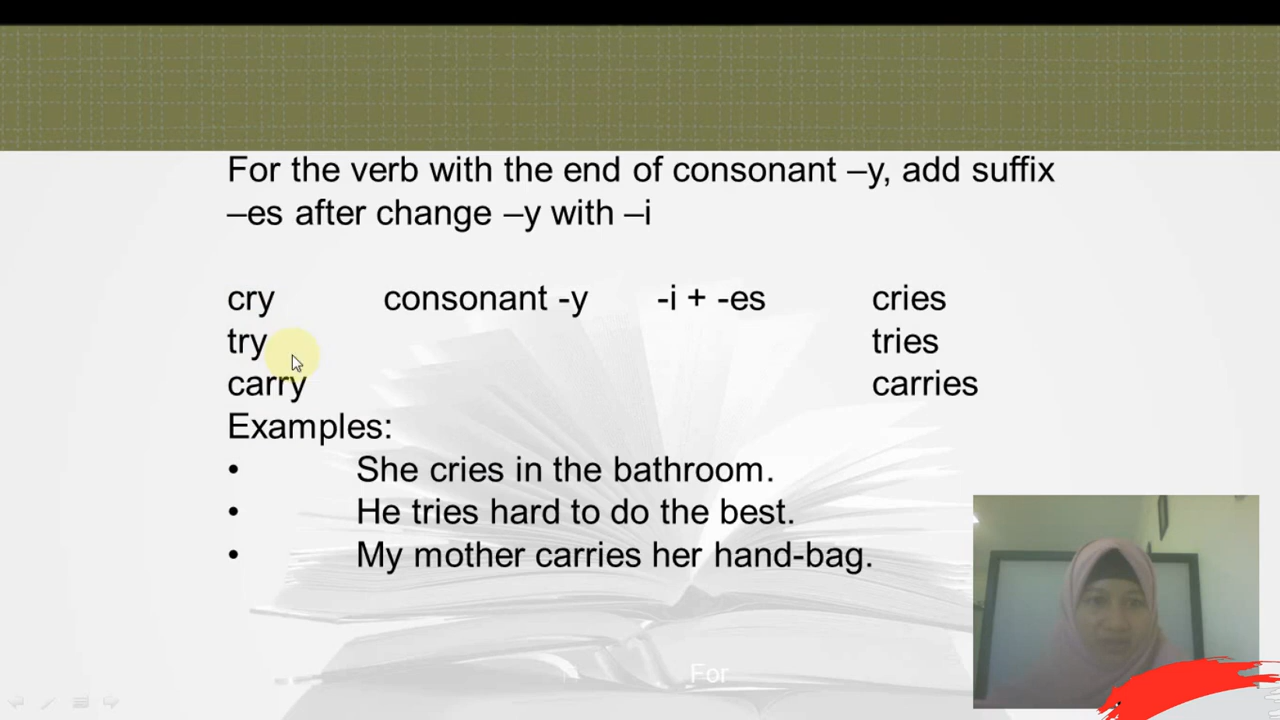 For the verb with the end of consonant –y, add suffix
–es after change –y with –i
cry consonant -y -i + -es cries
try tries
carry carries
Examples:
• She cries in the bathroom.
• He tries hard to do the best.
• My mother carries her hand-bag.
For